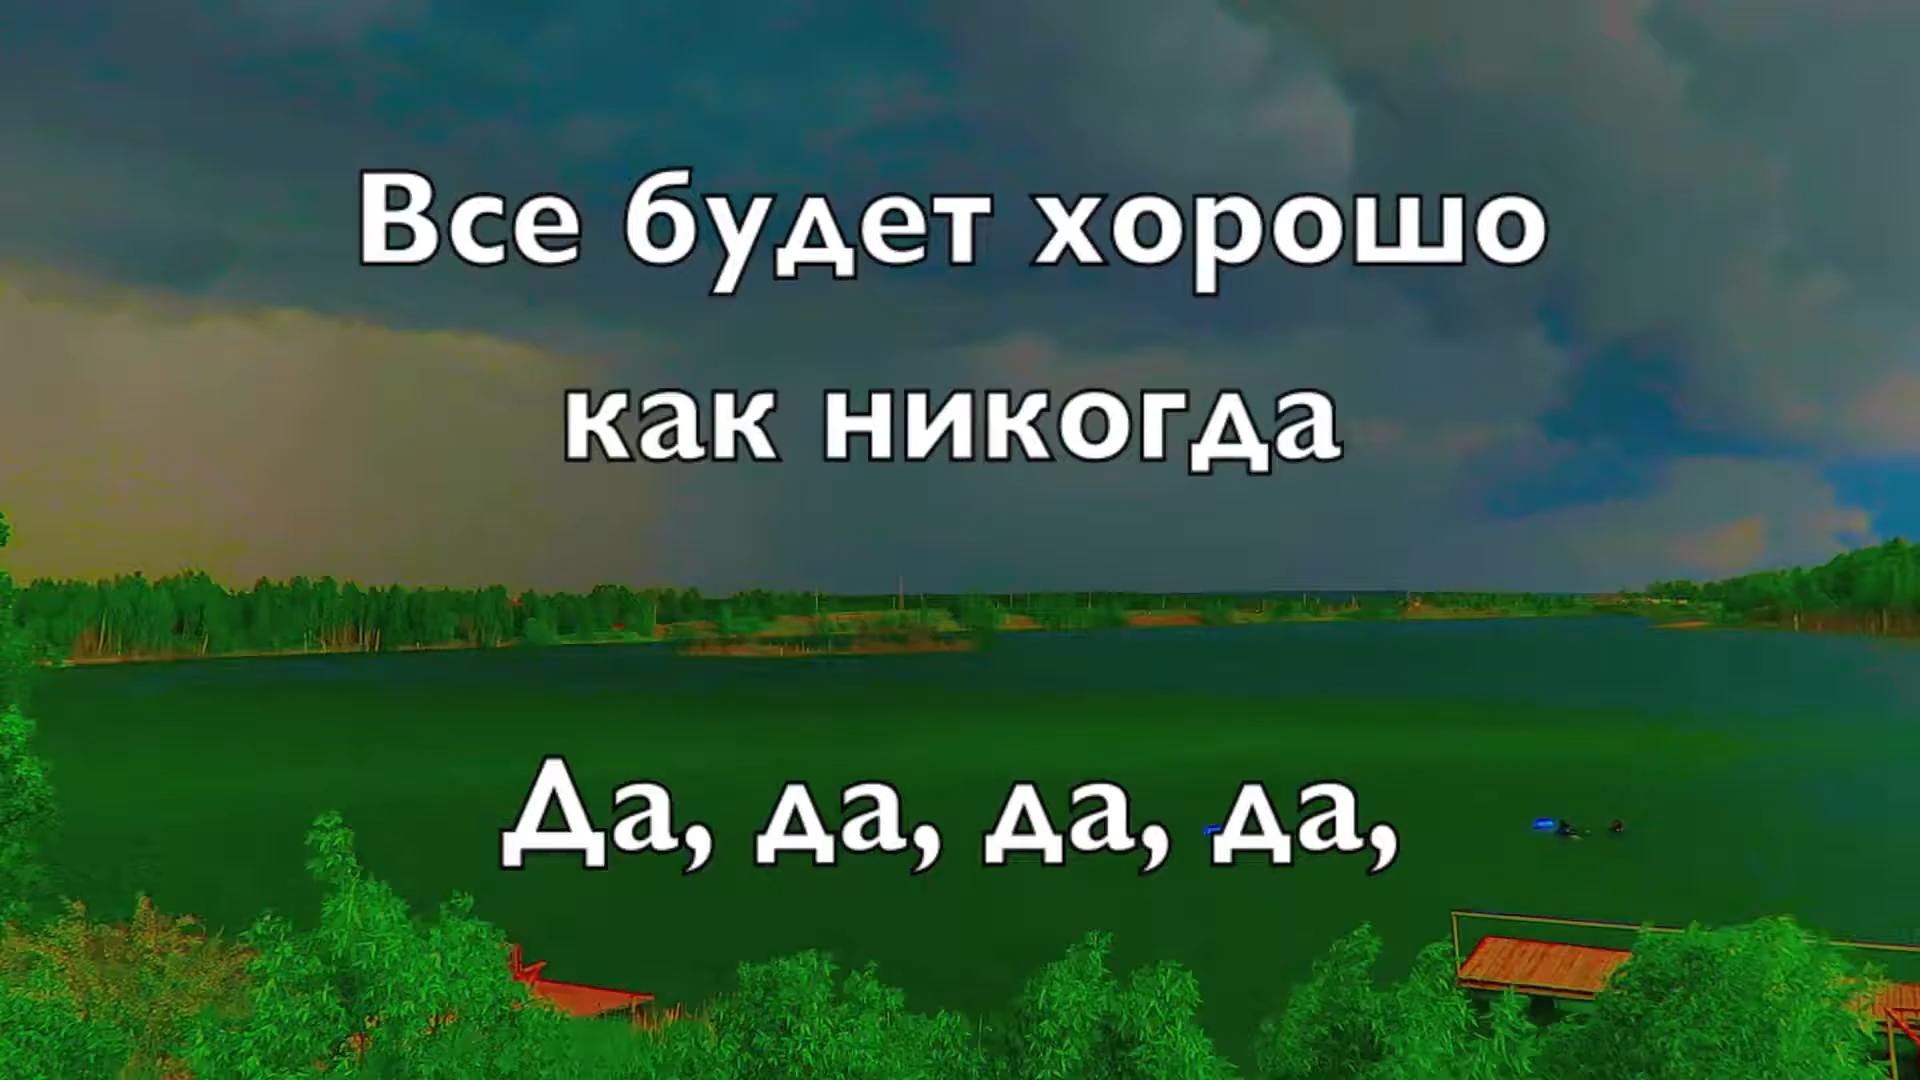 Все будет хорошо
как никогда
Да, да, да, да,